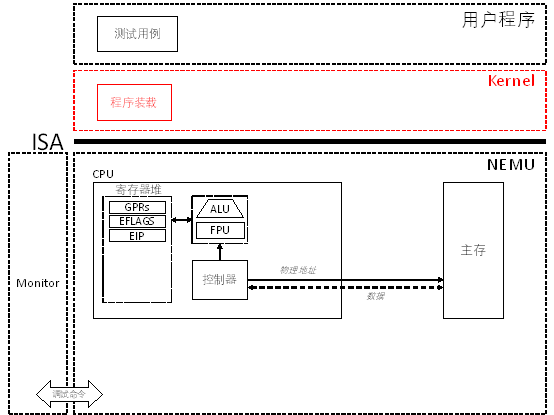 用户程序
测试用例
Kernel
程序装载
ISA
NEMU
CPU
寄存器堆
GPRs
EFLAGS
EIP
ALU
FPU
控制器
物理地址
数据
主存
Monitor
调试命令